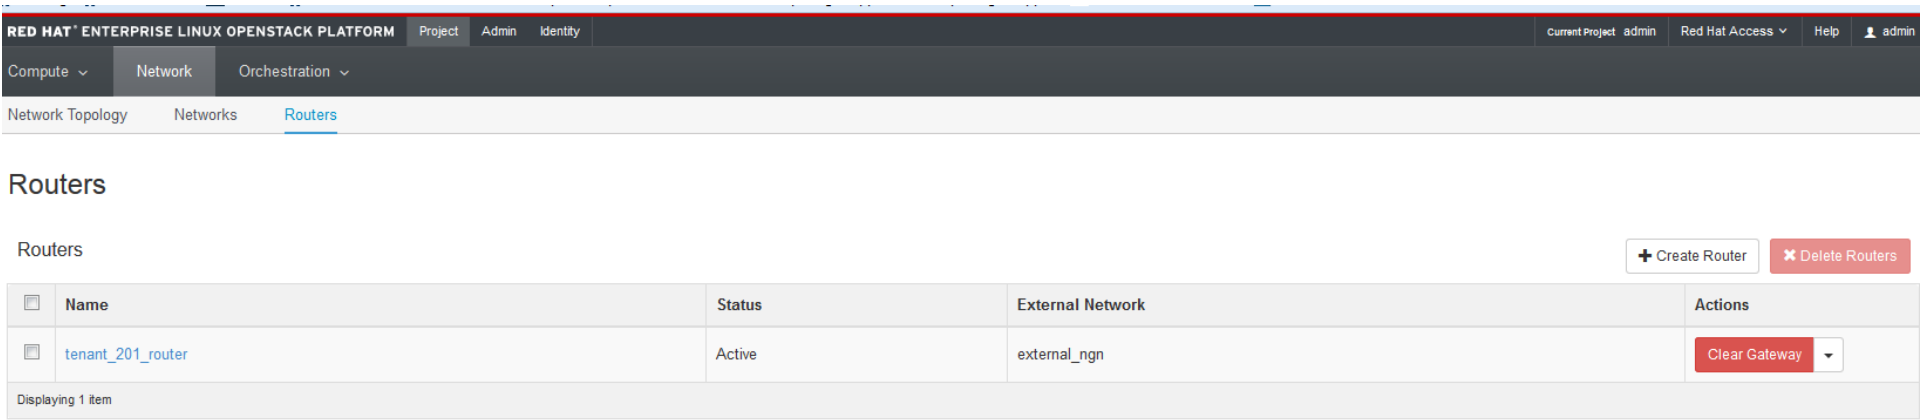 RED HAT® ENTERPRISE LINUX OPENSTACK PLATFORM Project Admin Identity Current Project admin Red Hat Access Help admin
Compute Network Orchestration
Network Topology Networks Routers
Routers
Routers Create Router Delete Routers
Name Status External Network Actions
tenant_201_router Active external_ngn Clear Gateway
Displaying 1 item